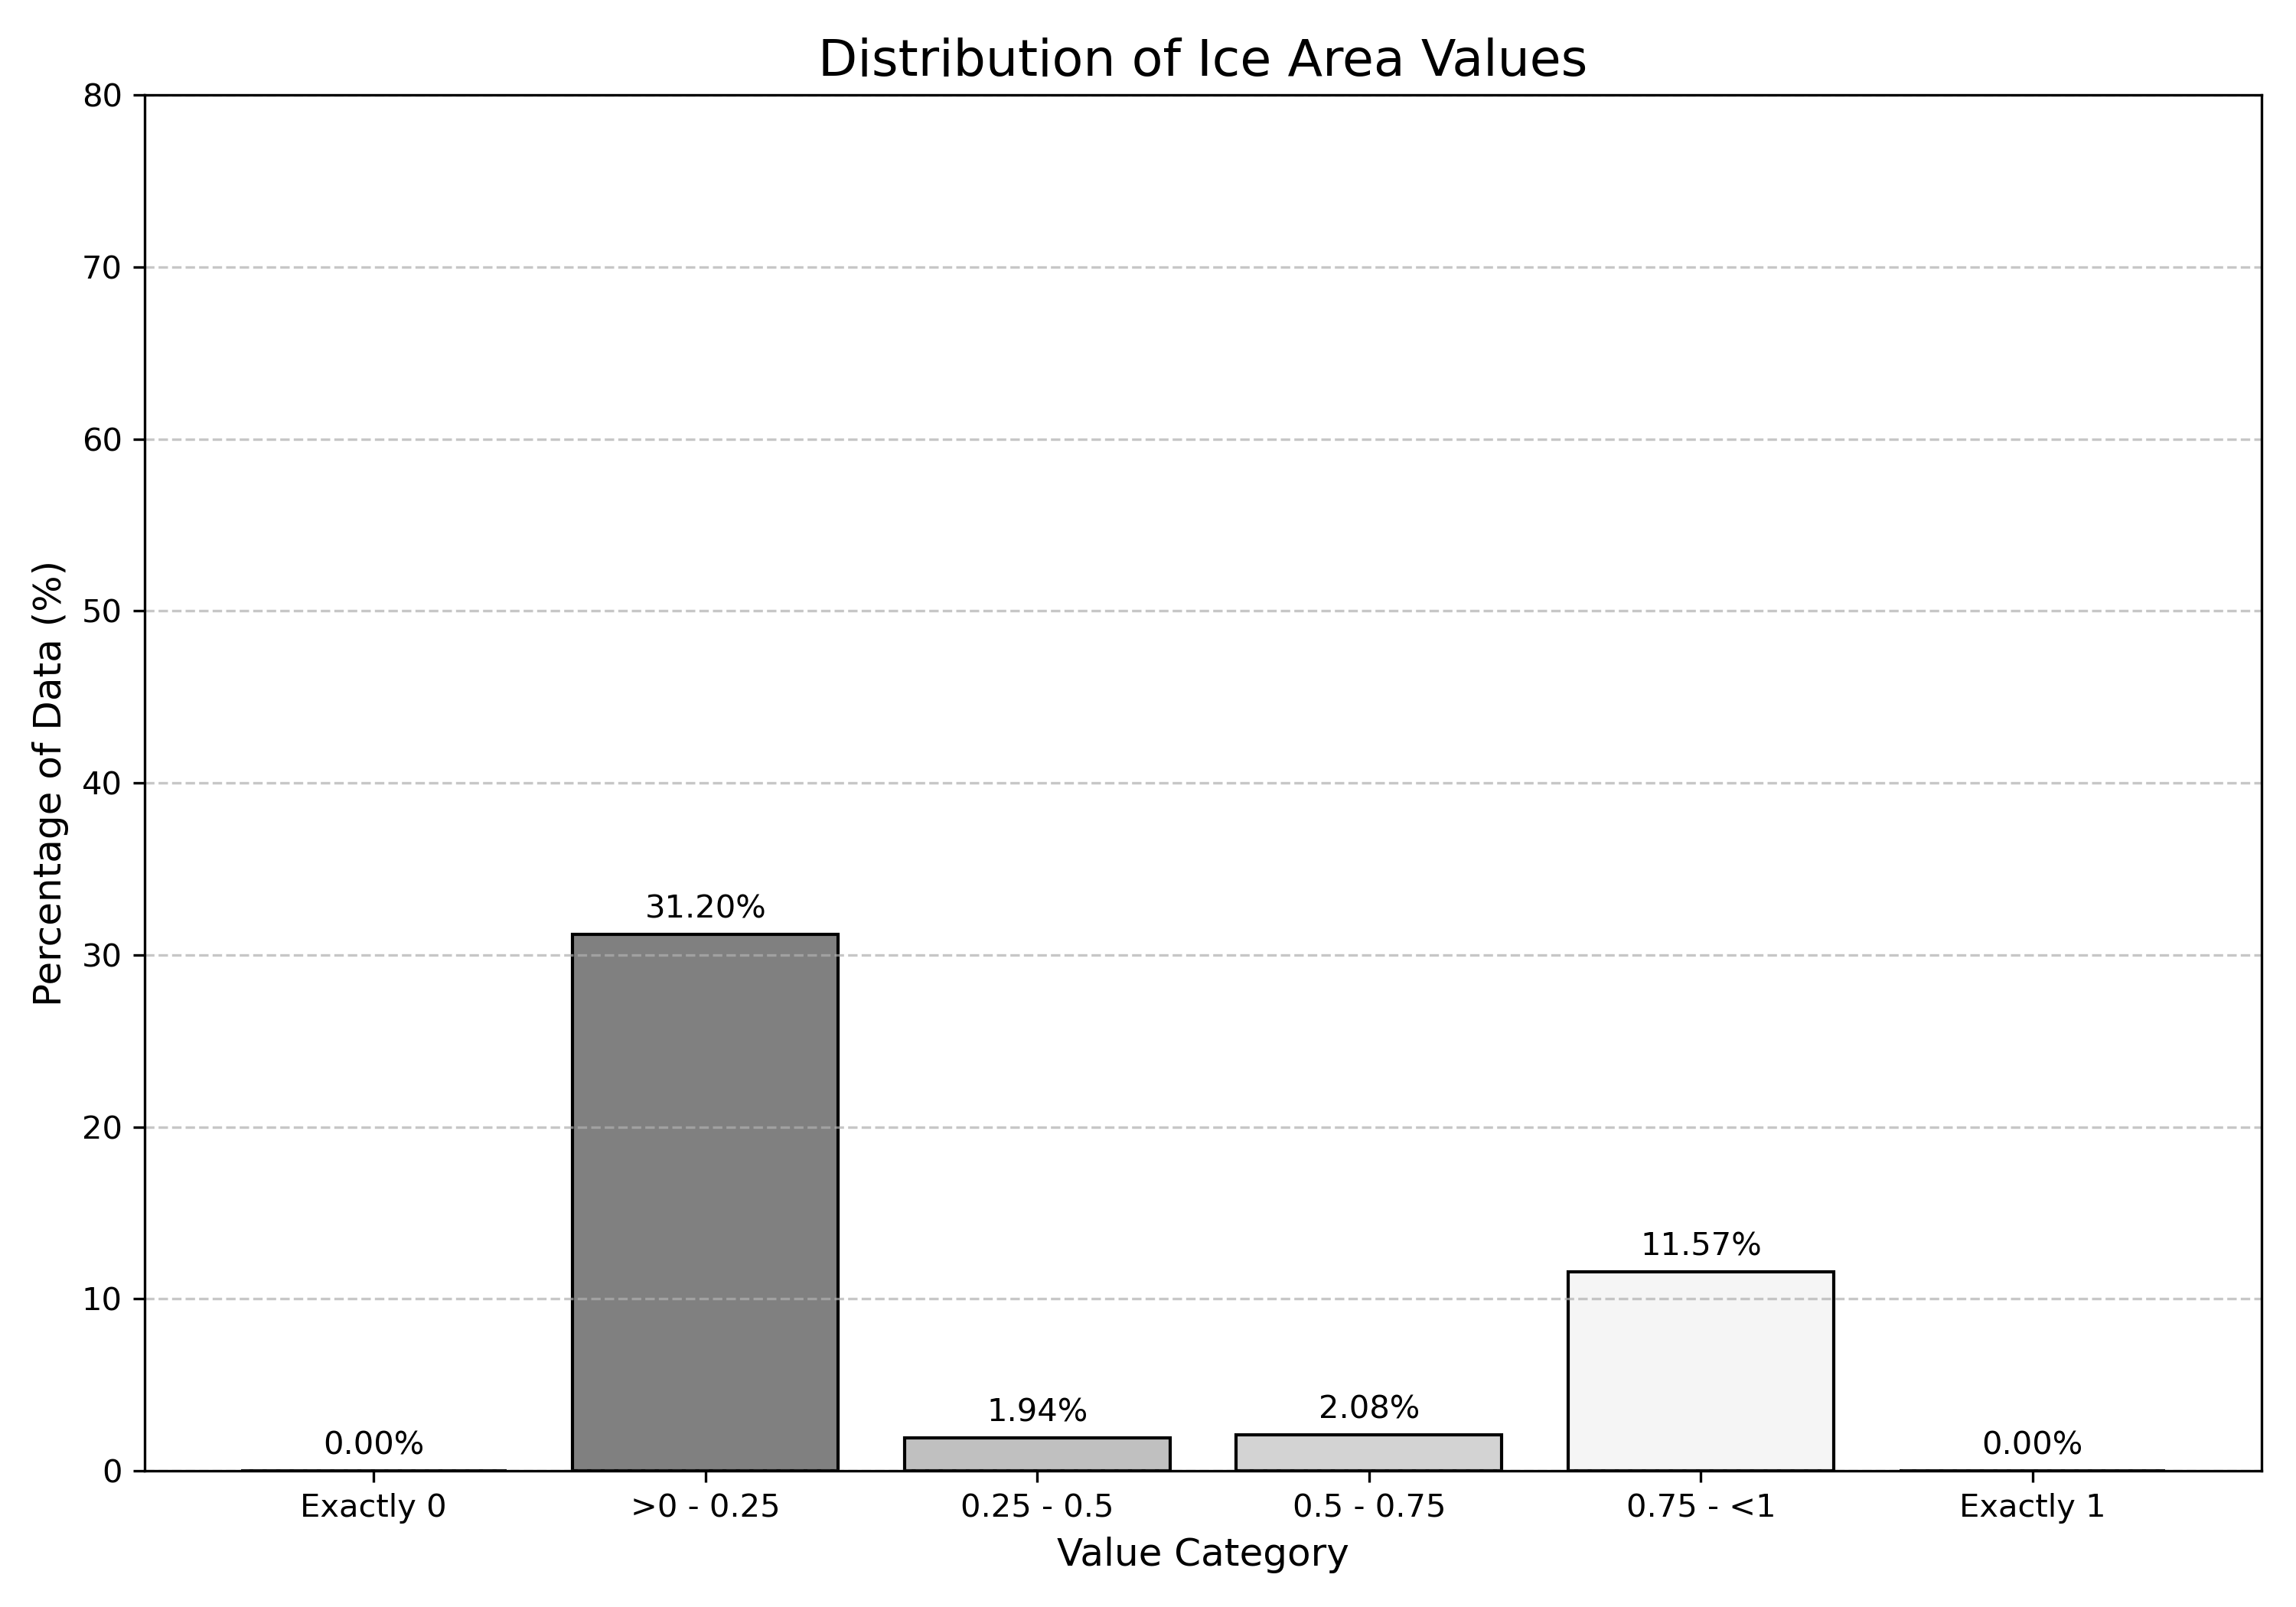 Distribution of Ice Area Values
Percentage of Data (%)
80
70
60
50
40
30
20
10
0
0.00%
31.20%
1.94%
2.08%
11.57%
0.00%
Exactly 0
>0 - 0.25
0.25 - 0.5
0.5 - 0.75
0.75 - <1
Exactly 1
Value Category